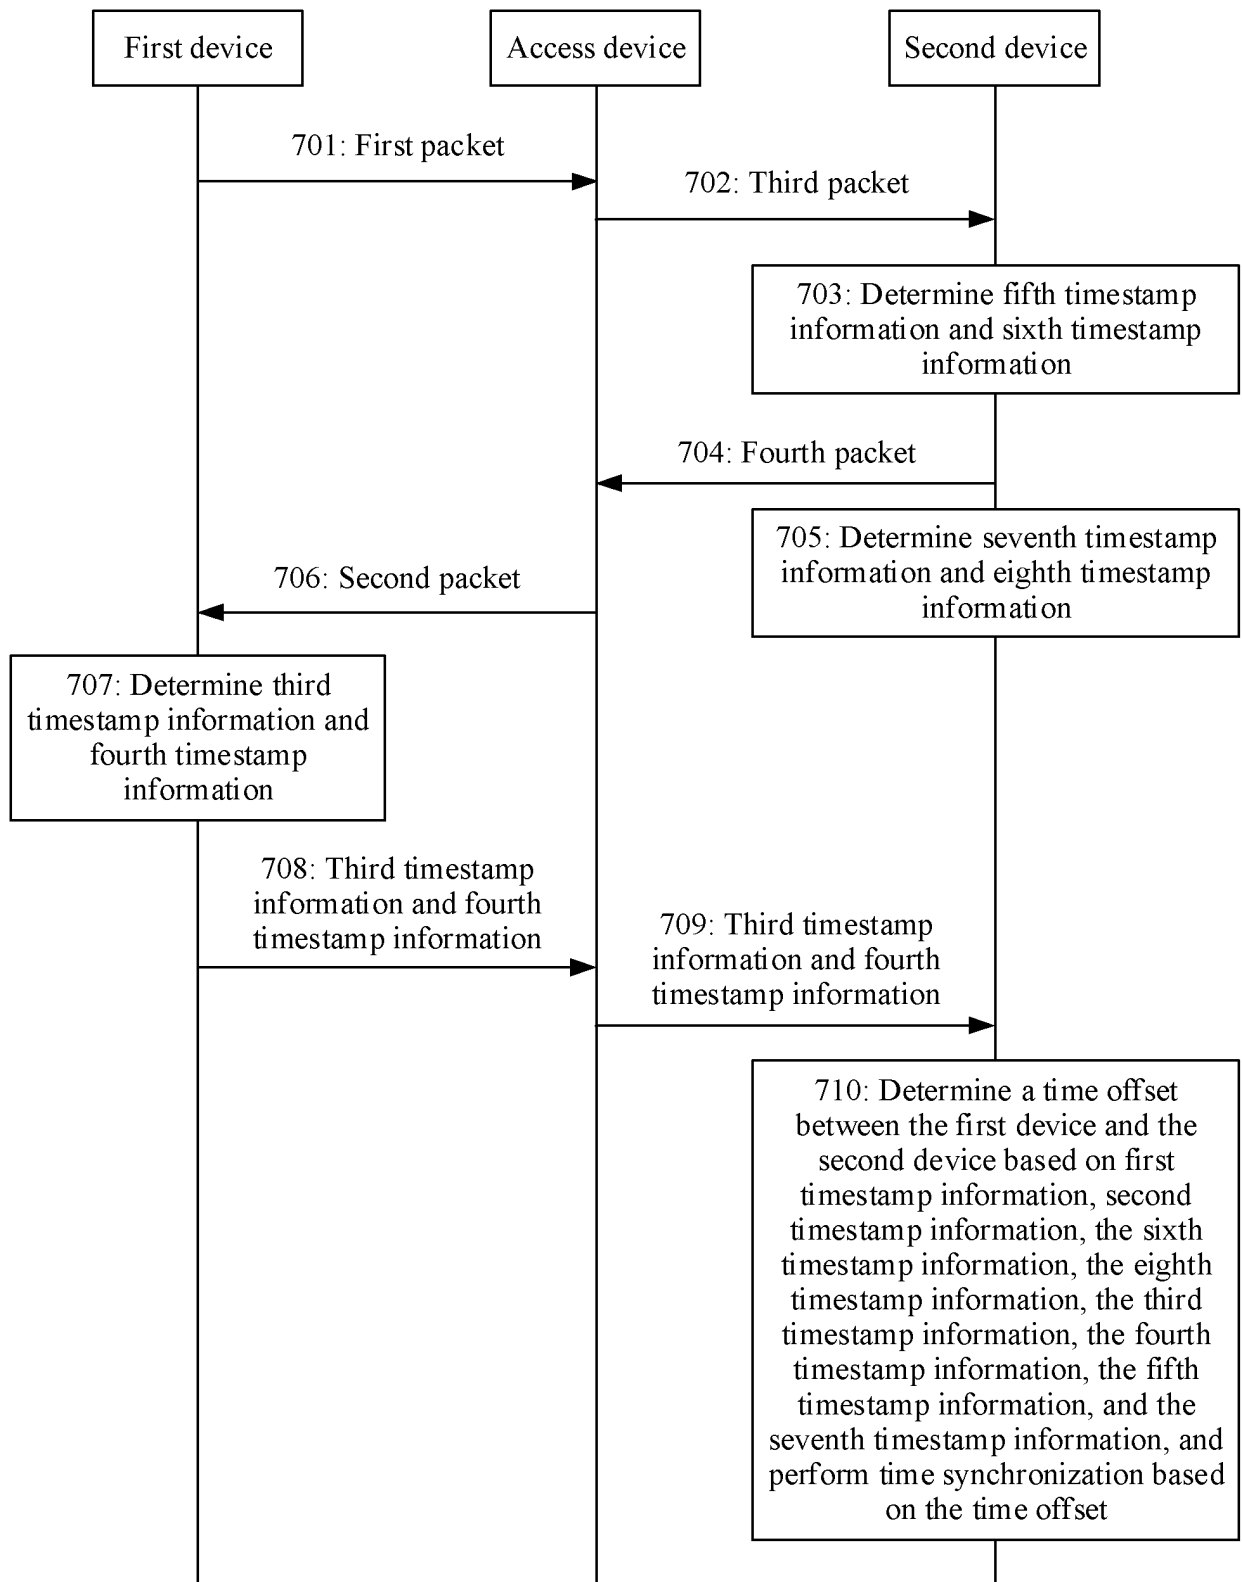 First device
Access device
Second device
701: First packet
702: Third packet
703: Determine fifth timestamp
information and sixth timestamp
information
704: Fourth packet
705: Determine seventh timestamp
information and eighth timestamp
information
706: Second packet
707: Determine third
timestamp information and
fourth timestamp
information
708: Third timestamp
information and fourth
timestamp information
709: Third timestamp
information and fourth
timestamp information
710: Determine a time offset
between the first device and the
second device based on first
timestamp information, second
timestamp information, the sixth
timestamp information, the eighth
timestamp information, the third
timestamp information, the fourth
timestamp information, the fifth
timestamp information, and the
seventh timestamp information, and
perform time synchronization based
on the time offset